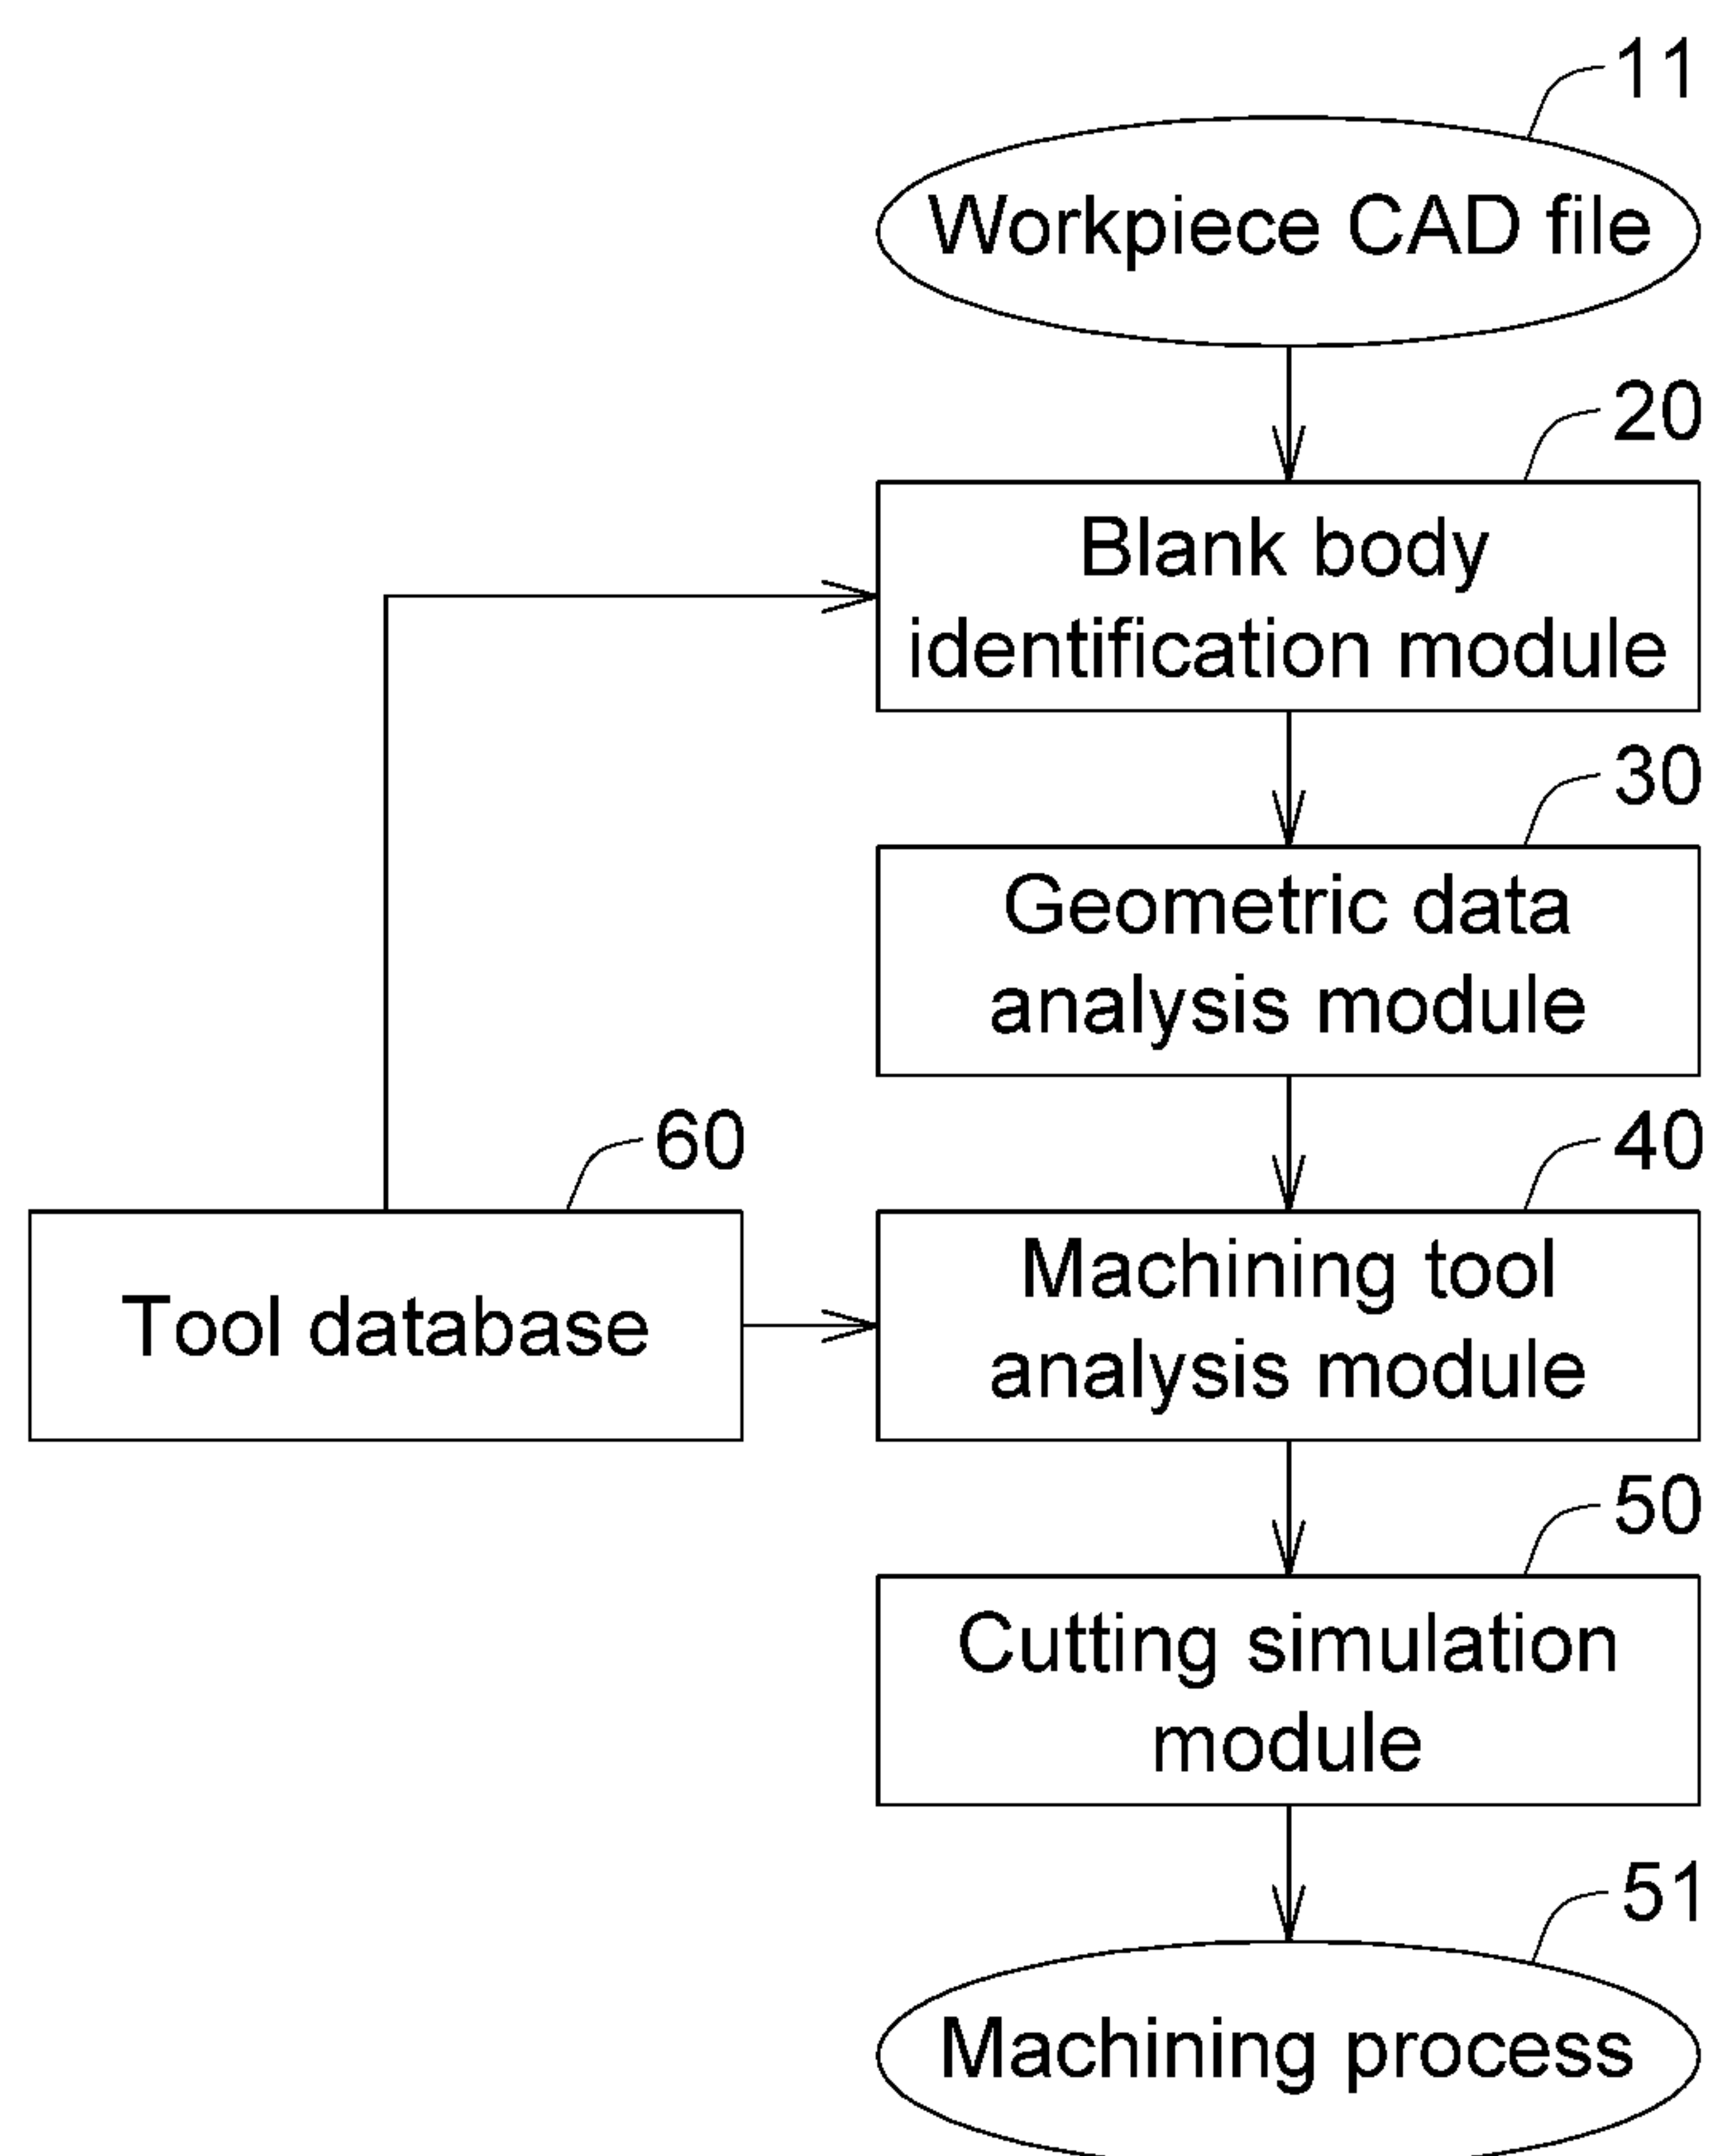 11
Workpiece CAD file
20
Blank body
identification module
30
Geometric data
analysis module
60
40
Tool database
Machining tool
analysis module
50
Cutting simulation
module
51
Machining process